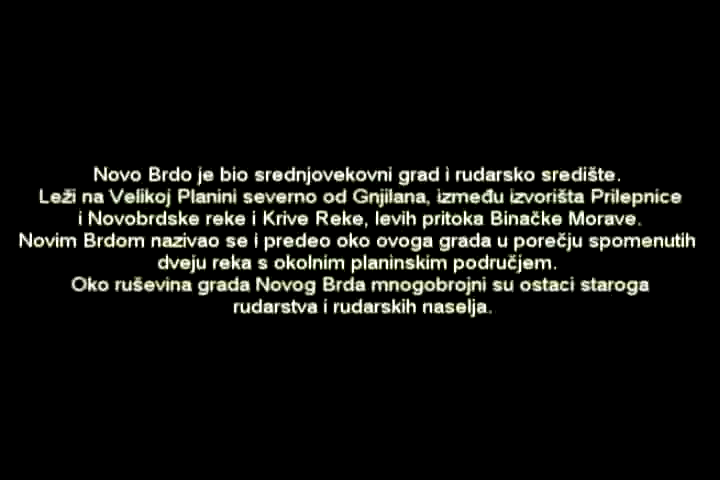 Novo Brdo je bio srednjovekovni grad i rudarsko središte.
Leži na Velikoj Planini severno od Gnjilana, između izvorišta Prilepnice
i Novobrdske reke i Krive Reke, levih pritoka Binačke Morave.
Novim Brdom nazivao se i predeo oko ovoga grada u porečju spomenutih
dveju reka s okolnim planinskim područjem.
Oko ruševina grada Novog Brda mnogobrojni su ostaci staroga
rudarstva i rudarskih naselja.